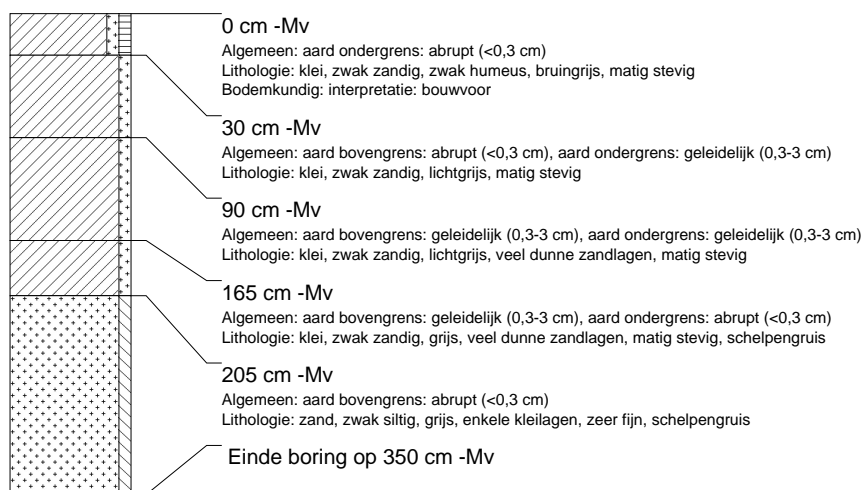 0 cm -Mv
Algemeen: aard ondergrens: abrupt (<0,3 cm)
Lithologie: klei, zwak zandig, zwak humeus, bruingrijs, matig stevig
Bodemkundig: interpretatie: bouwvoor
30 cm -Mv
Algemeen: aard bovengrens: abrupt (<0,3 cm), aard ondergrens: geleidelijk (0,3-3 cm)
Lithologie: klei, zwak zandig, lichtgrijs, matig stevig
90 cm -Mv
Algemeen: aard bovengrens: geleidelijk (0,3-3 cm), aard ondergrens: geleidelijk (0,3-3 cm)
Lithologie: klei, zwak zandig, lichtgrijs, veel dunne zandlagen, matig stevig
165 cm -Mv
Algemeen: aard bovengrens: geleidelijk (0,3-3 cm), aard ondergrens: abrupt (<0,3 cm)
Lithologie: klei, zwak zandig, grijs, veel dunne zandlagen, matig stevig, schelpengruis
205 cm -Mv
Algemeen: aard bovengrens: abrupt (<0,3 cm)
Lithologie: zand, zwak siltig, grijs, enkele kleilagen, zeer fijn, schelpengruis
Einde boring op 350 cm -Mv